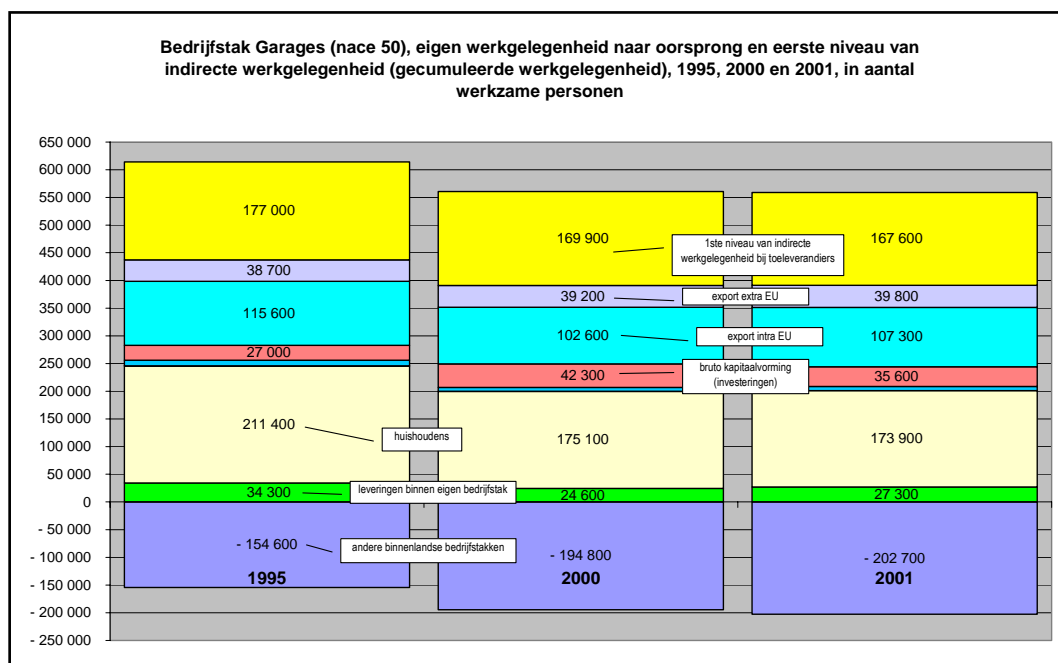 Bedrijfstak Garages (nace 50), eigen werkgelegenheid naar oorsprong en eerste niveau van
indirecte werkgelegenheid (gecumuleerde werkgelegenheid), 1995, 2000 en 2001, in aantal
werkzame personen
650 000
600 000
550 000
500 000
450 000
400 000
350 000
300 000
250 000
200 000
150 000
100 000
50 000
0
- 50 000
- 100 000
- 150 000
- 200 000
- 250 000
177 000
38 700
115 600
27 000
211 400
34 300
- 154 600
1995
169 900
39 200
102 600
42 300
175 100
24 600
- 194 800
2000
167 600
39 800
107 300
35 600
173 900
27 300
- 202 700
2001
1ste niveau van indirecte
werkgelegenheid bij toeleverandiers
export extra EU
export intra EU
bruto kapitaalvorming
(investeringen)
huishoudens
leveringen binnen eigen bedrijfstak
andere binnenlandse bedrijfstakken